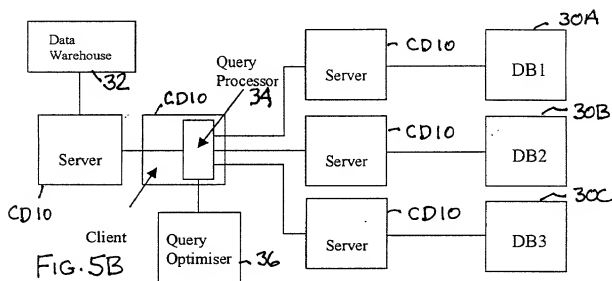 30A
Data
Warehouse
32
Query
Processor
34
CD10
Server
CD10
DB1
CD10
Server
CD10
DB2
30B
Server
CD10
DB3
30C
Server
CD10
Client
Query
Optimiser
36
FIG. 5B